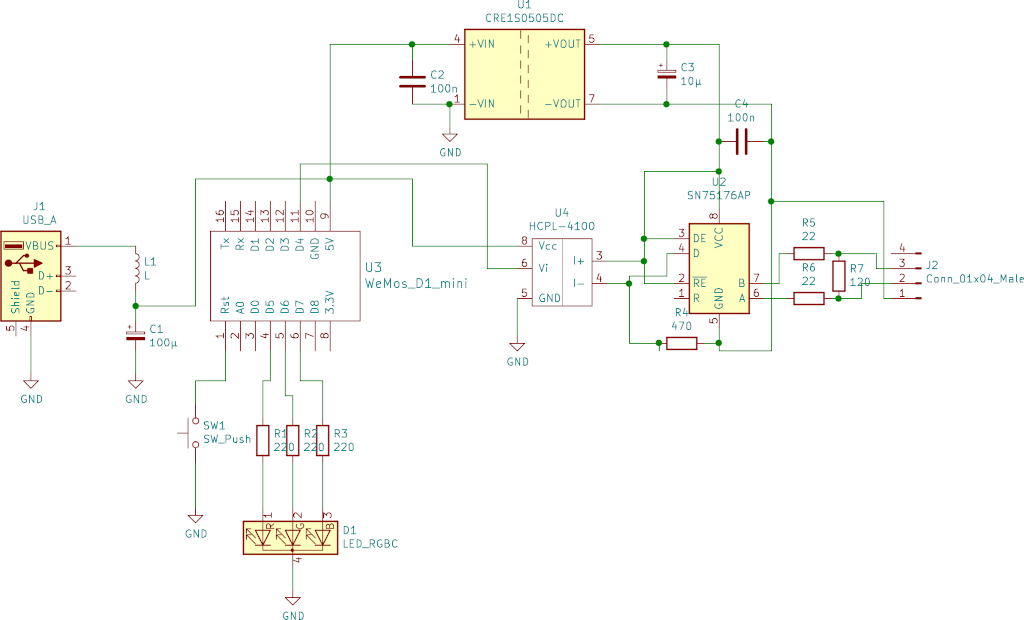 U1
CRE1S0505DC
4
+VIN
+VOUT
5
1
-VIN
-VOUT
7
C2
100n
GND
C3
10µ
C4
100n
U2
SN75176AP
8
VCC
3
DE
4
D
2
RE
1
R
B
7
A
6
GND
5
U4
HCPL-4100
8
Vcc
6
Vi
5
GND
I+
3
I-
4
GND
R4
470
R5
22
R6
22
R7
120
4
3
2
1
J2
Conn_01x04_Male
J1
USB_A
VBUS
1
D+
3
D-
2
Shield
GND
5
4
GND
L1
L
C1
100µ
GND
16
15
14
13
12
11
10
9
Tx
Rx
D1
D2
D3
D4
GND
5V
U3
WeMos_D1_mini
Rst
A0
D0
D5
D6
D7
D8
3.3V
1
2
3
4
5
6
7
8
SW1
SW_Push
GND
R1
220
R2
220
R3
220
1
2
3
R
G
B
D1
LED_RGBC
4
GND